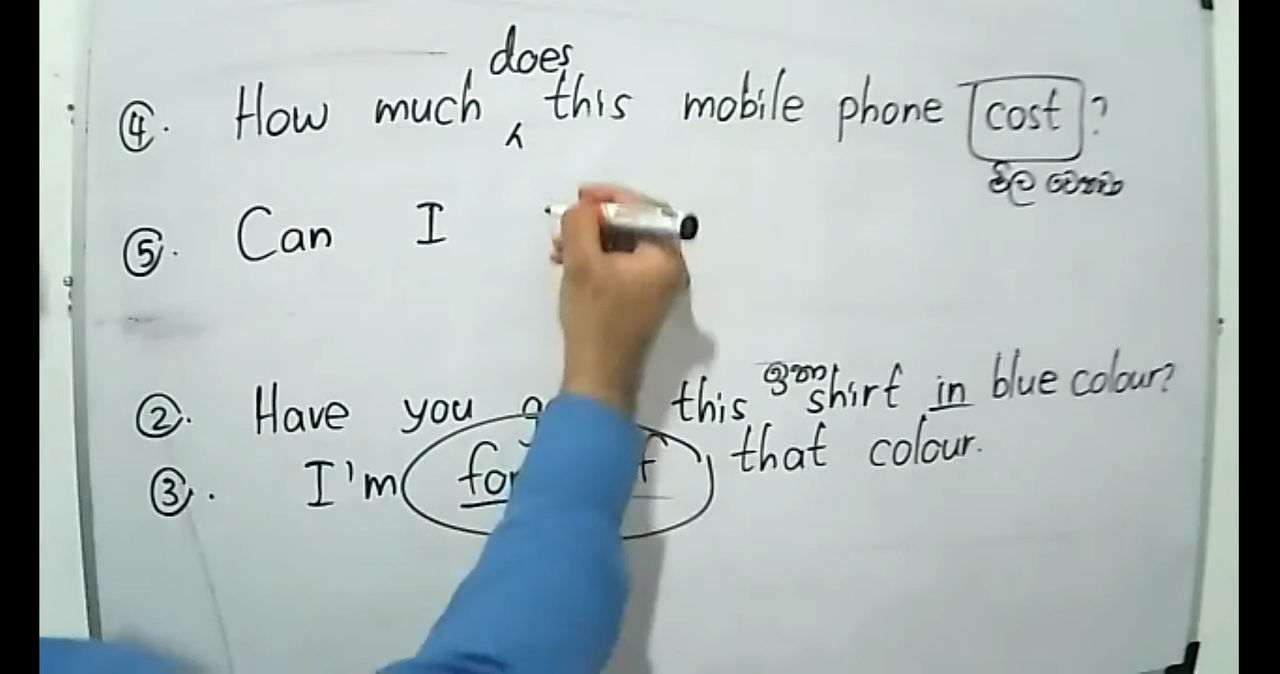 ④. How much does this mobile phone cost ?
මිල වෙනවා
⑤. Can I
②. Have you this shirt in blue colour?
③. I'm that colour.